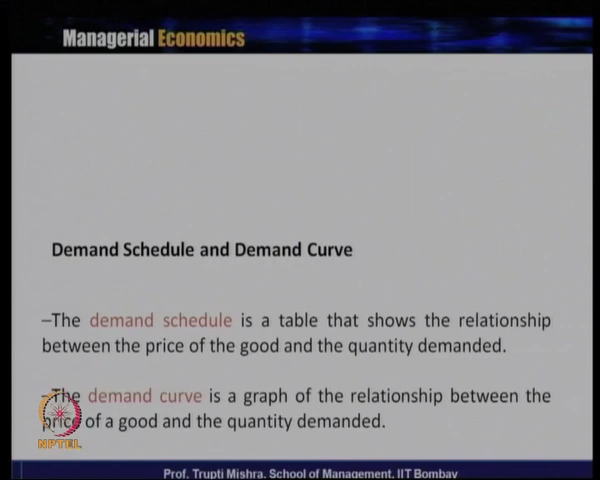 Managerial Economics
Demand Schedule and Demand Curve
–The demand schedule is a table that shows the relationship
between the price of the good and the quantity demanded.
–The demand curve is a graph of the relationship between the
price of a good and the quantity demanded.
NPTEL
Prof. Trupti Mishra, School of Management, IIT Bombay